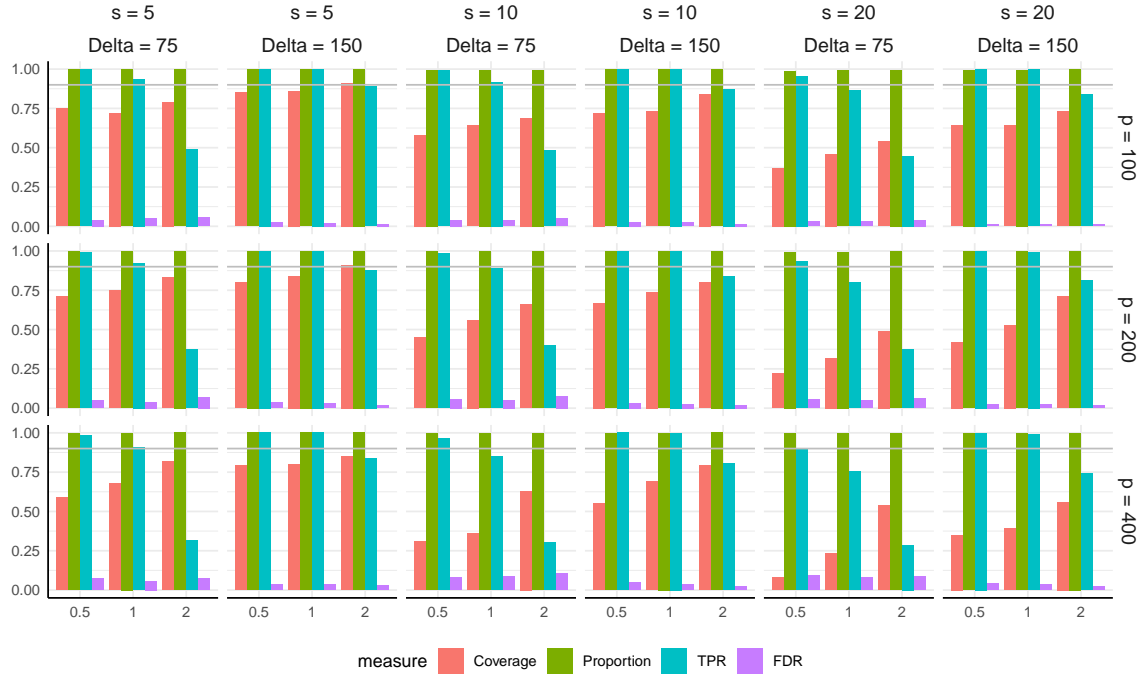 s = 5 s = 5 s = 10 s = 10 s = 20 s = 20
Delta = 75 Delta = 150 Delta = 75 Delta = 150 Delta = 75 Delta = 150
1.00
0.75
0.50
0.25
0.00
p = 100
1.00
0.75
0.50
0.25
0.00
p = 200
1.00
0.75
0.50
0.25
0.00
p = 400
0.5 1 2 0.5 1 2 0.5 1 2 0.5 1 2 0.5 1 2 0.5 1 2
measure Coverage Proportion TPR FDR